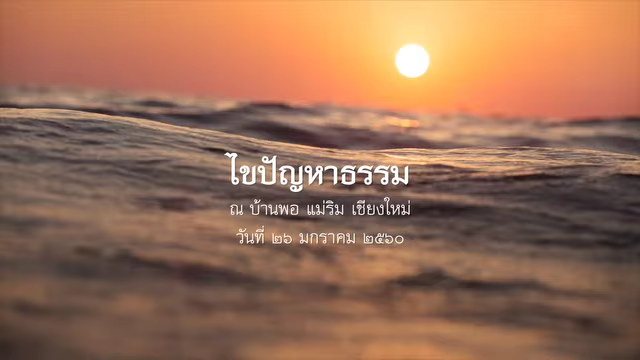 ไขปัญหาธรรม
ณ บ้านพอ แม่ริม เชียงใหม่
วันที่ ๒๖ มกราคม ๒๕๖๐